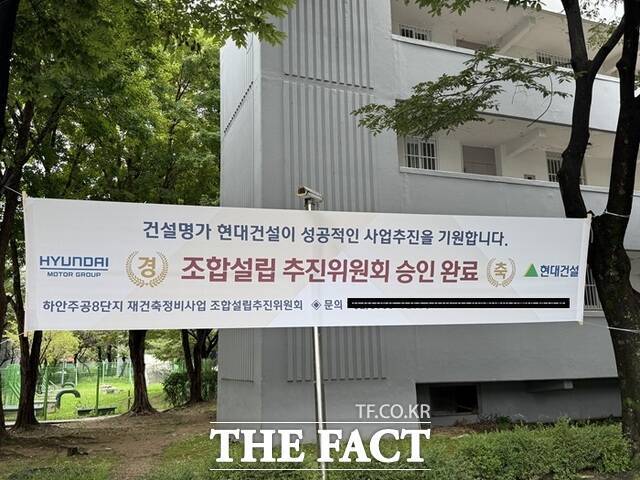 건설명가 현대건설이 성공적인 사업추진을 기원합니다.
HYUNDAI
MOTOR GROUP
경 조합설립 추진위원회 승인 완료 축
현대건설
하안주공8단지 재건축정비사업 조합설립추진위원회 ◈ 문의
TF.CO.KR
THE FACT